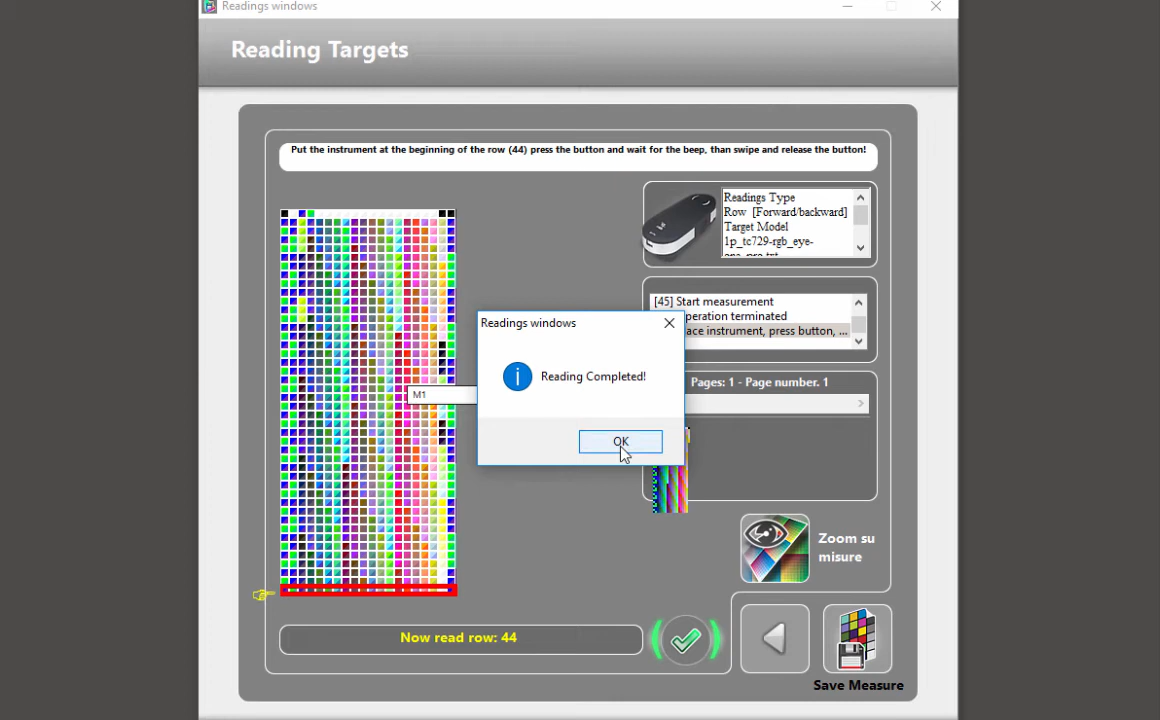 Readings windows
Reading Targets
Put the instrument at the beginning of the row (44) press the button and wait for the beep, than swipe and release the button!
Readings Type
Row [Forward/backward]
Target Model
1p_tc729-rgb_eye-
one_pro.txt
[45] Start measurement
peration terminated
ace instrument, press button, ...
Readings windows
Reading Completed!
OK
M1
Pages: 1 - Page number. 1
Zoom su
misure
Now read row: 44
Save Measure